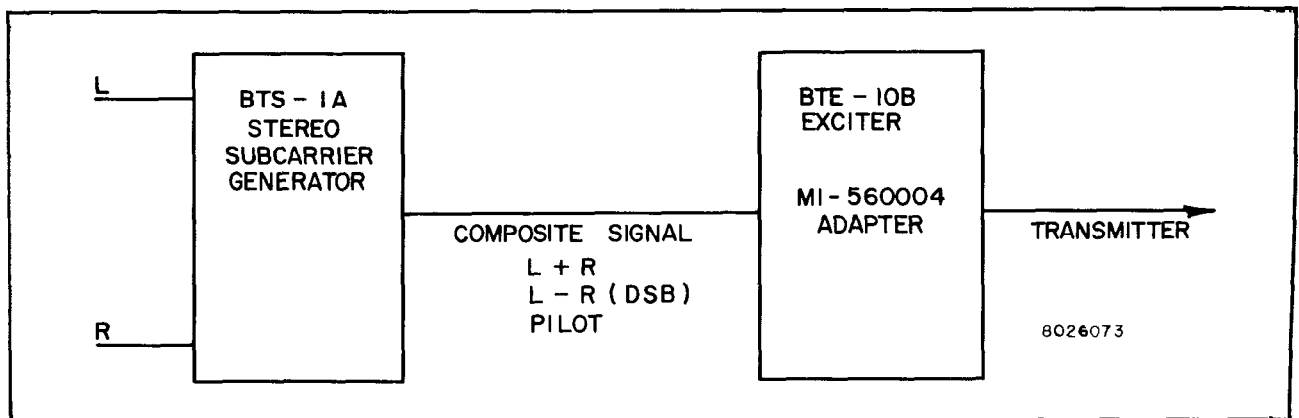 L
R
BTS - 1A
STEREO
SUBCARRIER
GENERATOR
COMPOSITE SIGNAL
L + R
L - R (DSB)
PILOT
BTE - 10B
EXCITER
MI - 560004
ADAPTER
TRANSMITTER
8026073